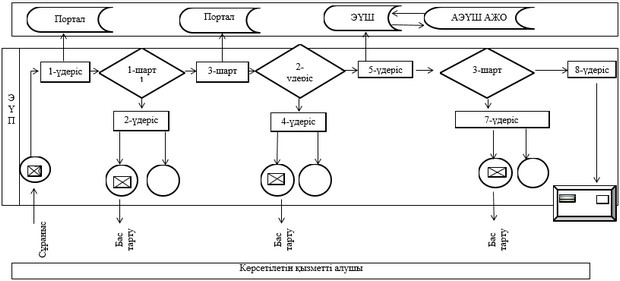 Портал
Портал
ЭҮШ
АЭҮШ АЖО
Э
Ү
П
1-үдеріс
1-шарт
1
3-шарт
2-
үдеріс
5-үдеріс
3-шарт
8-үдеріс
2-үдеріс
4-үдеріс
7-үдеріс
Сұраныс
Бас
тарту
Бас
тарту
Бас
тарту
Көрсетілетін қызметті алушы